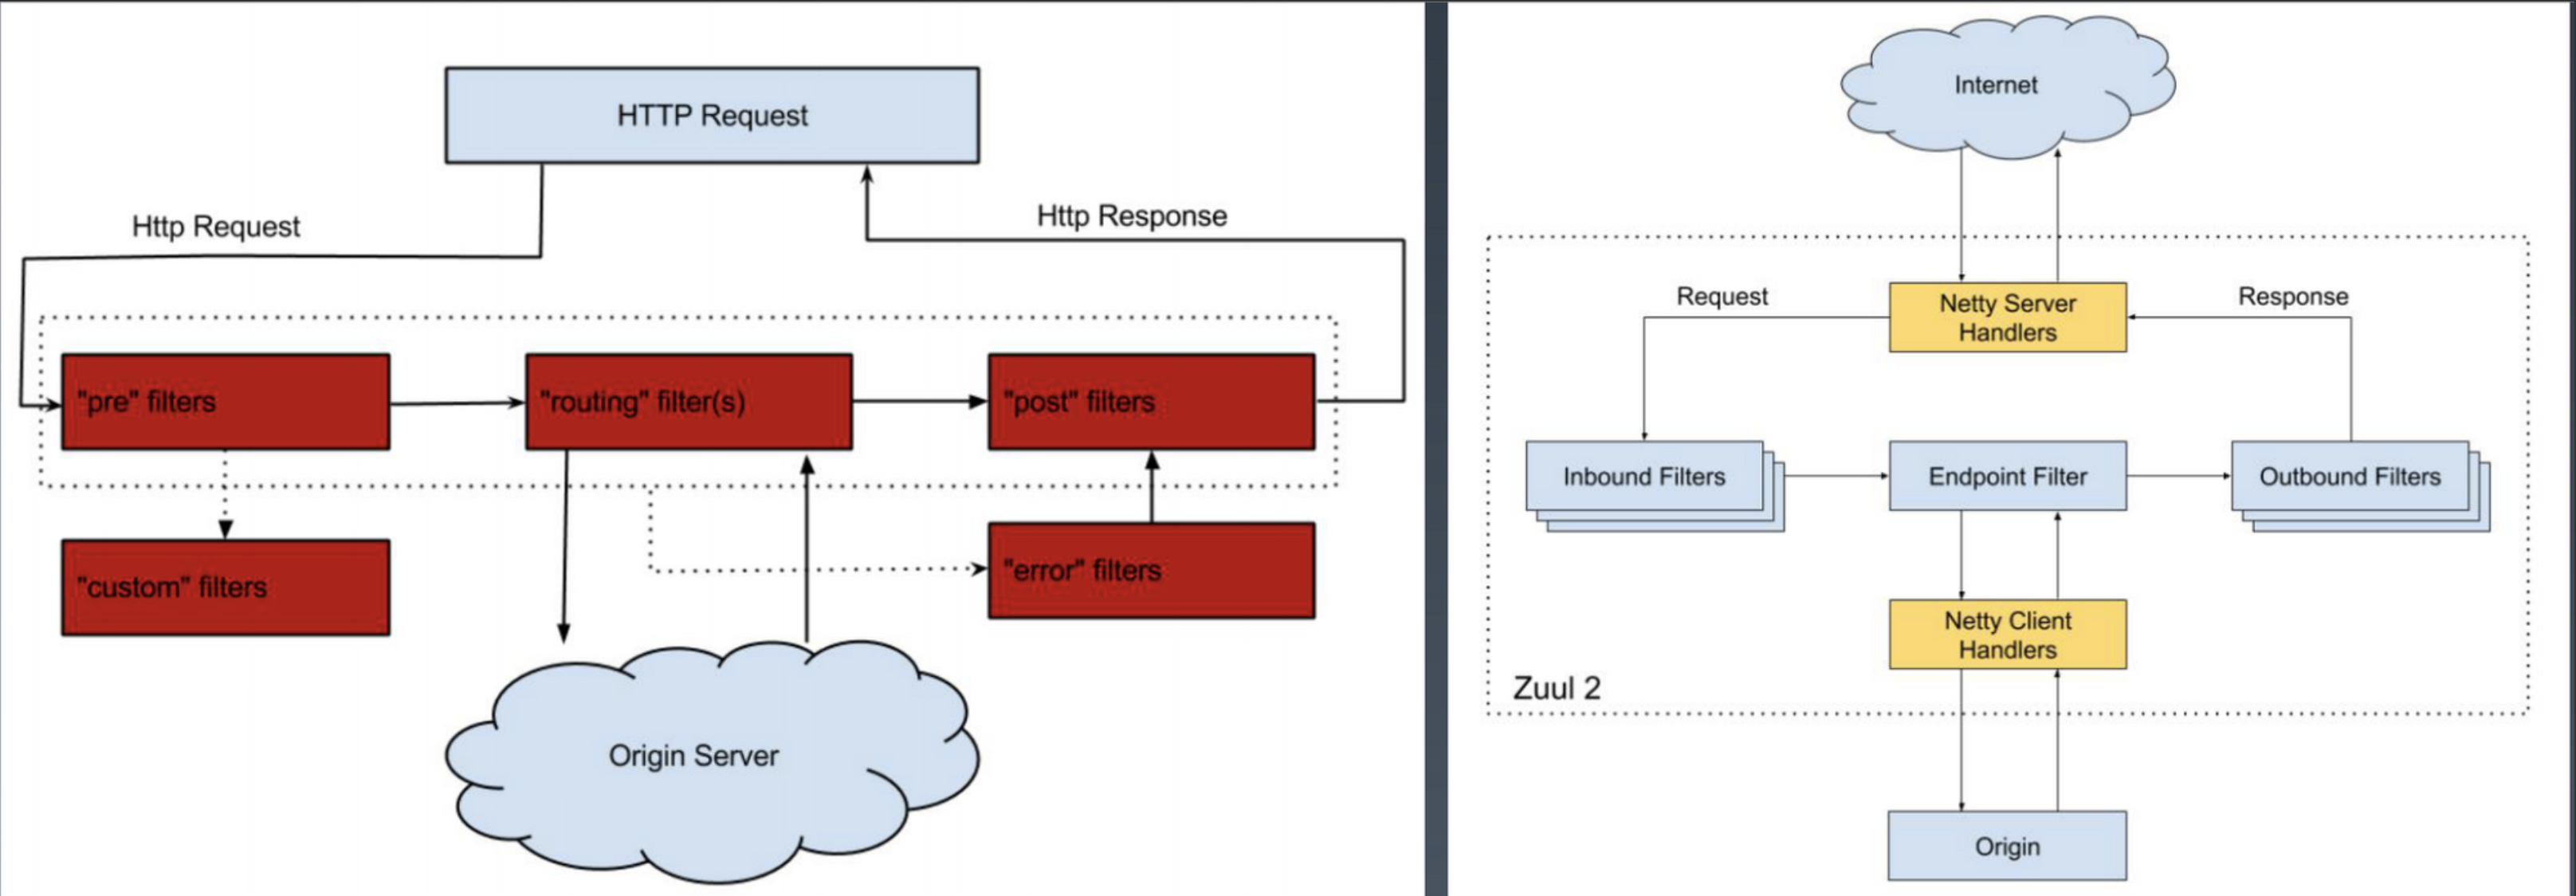 HTTP Request
Http Request
Http Response
"pre" filters
"routing" filter(s)
"post" filters
"custom" filters
"error" filters
Origin Server
Internet
Netty Server
Handlers
Request
Response
Inbound Filters
Endpoint Filter
Outbound Filters
Netty Client
Handlers
Zuul 2
Origin